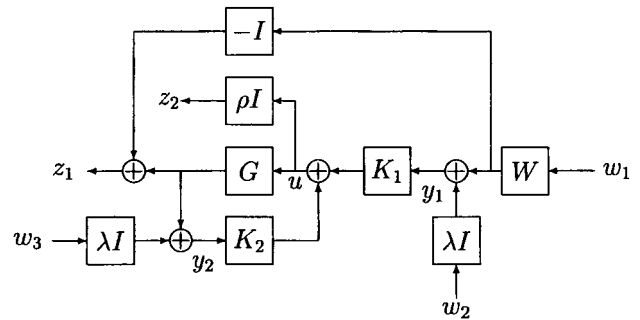 −I
z₂ ρI
z₁ G u K₁ y₁ W w₁
w₃ λI y₂ K₂ λI
w₂